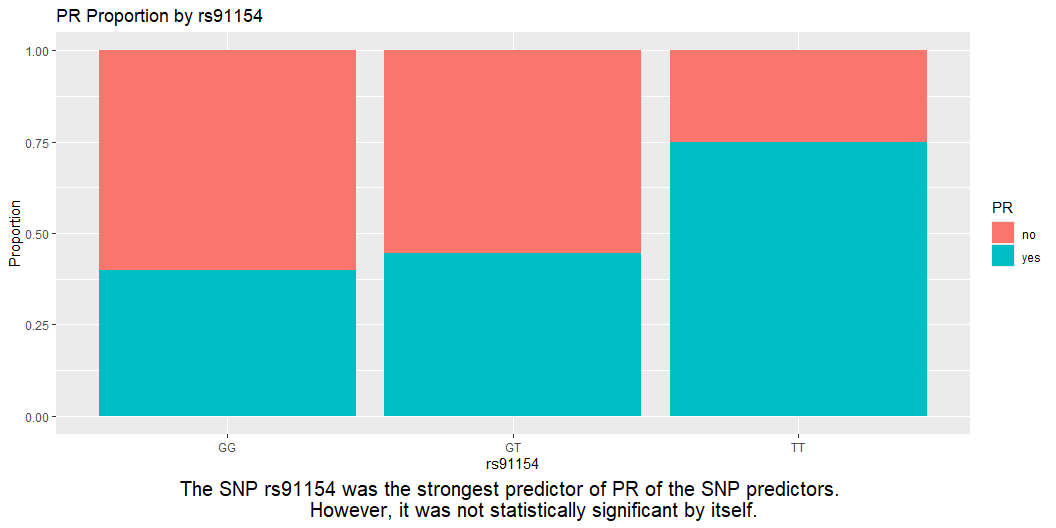 PR Proportion by rs91154
1.00
0.75
0.50
0.25
0.00
Proportion
GG GT TT
rs91154
PR
no
yes
The SNP rs91154 was the strongest predictor of PR of the SNP predictors.
However, it was not statistically significant by itself.